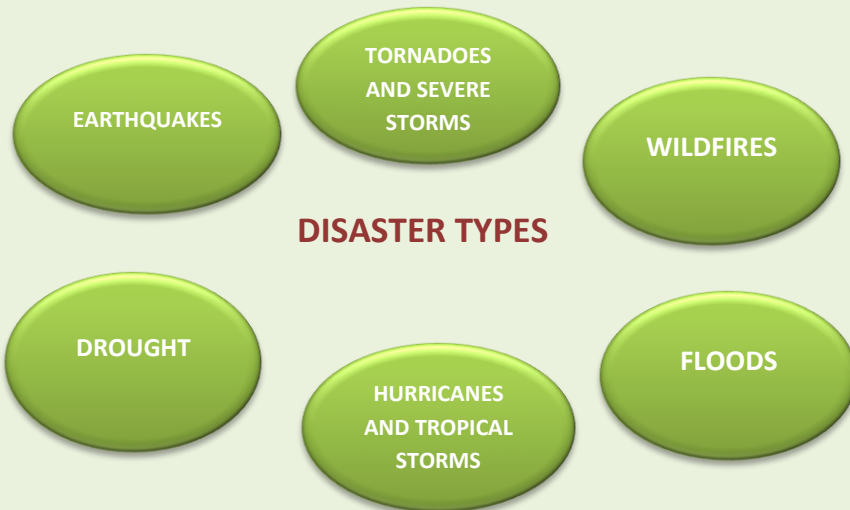 TORNADOES
AND SEVERE
STORMS
EARTHQUAKES
WILDFIRES
DISASTER TYPES
DROUGHT
FLOODS
HURRICANES
AND TROPICAL
STORMS